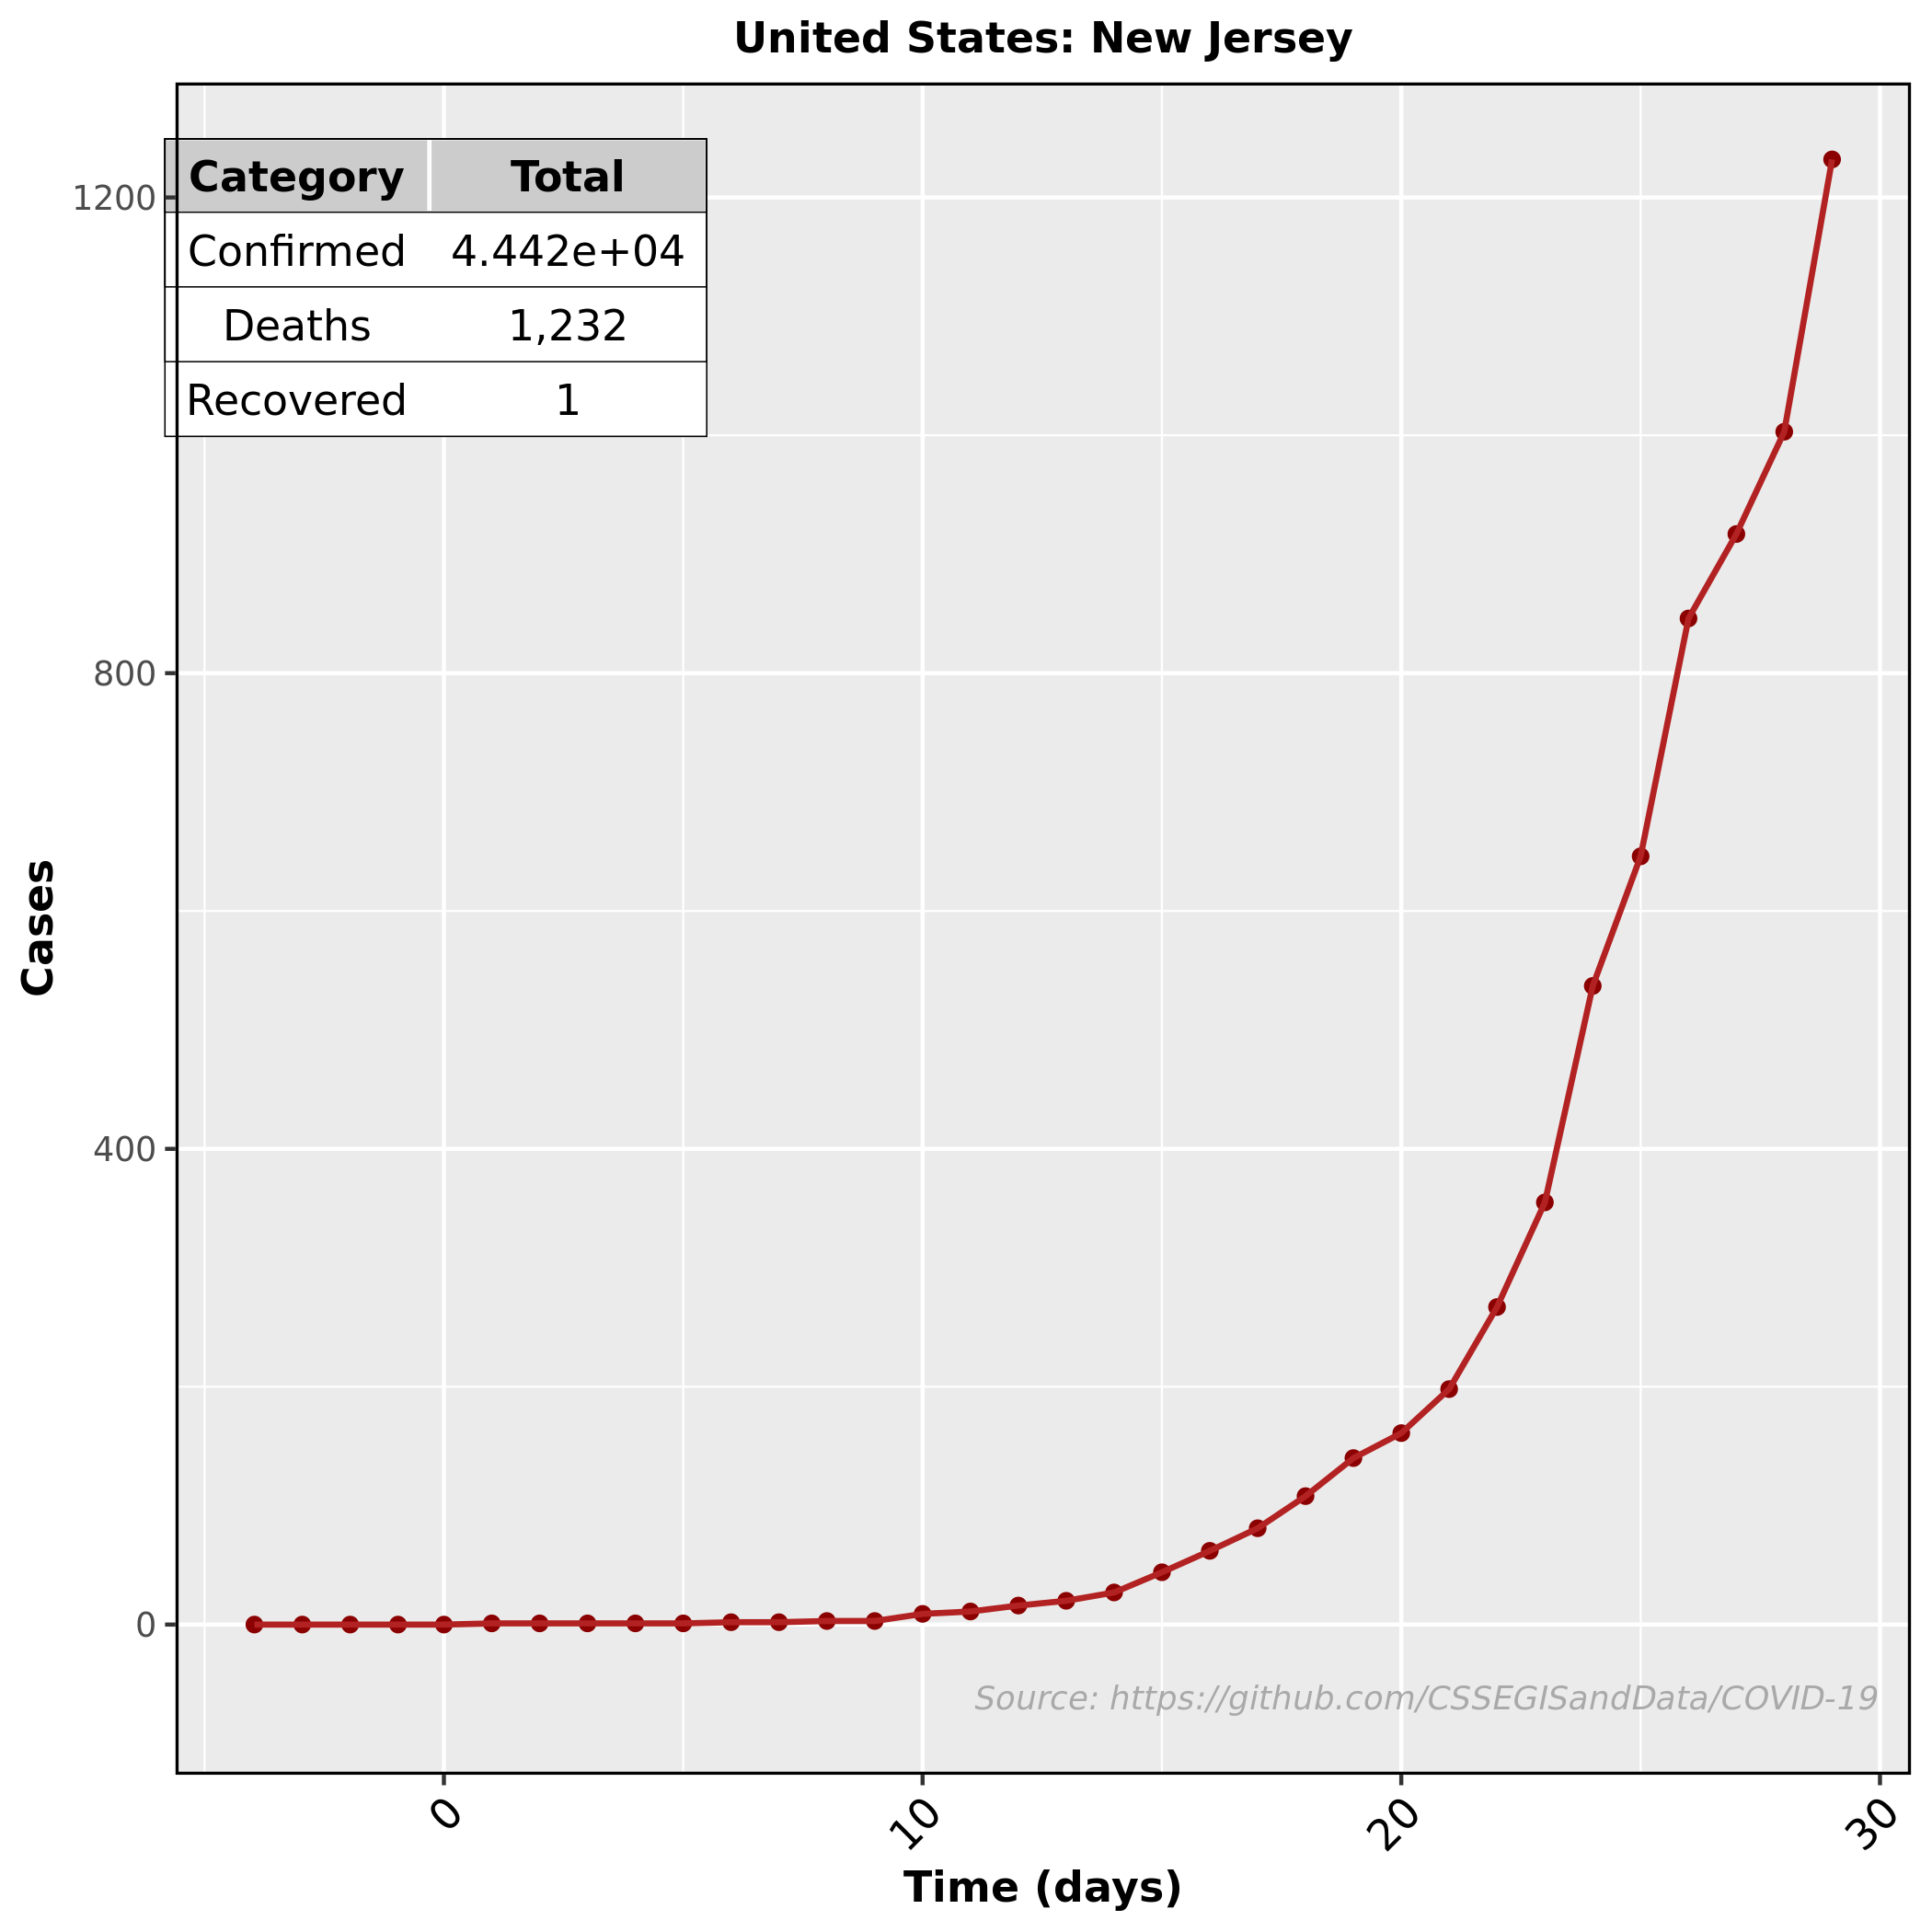 United States: New Jersey
Category Total
Confirmed 4.442e+04
Deaths 1,232
Recovered 1
1200
800
400
0
Cases
Source: https://github.com/CSSEGISandData/COVID-19
0 10 20 30
Time (days)